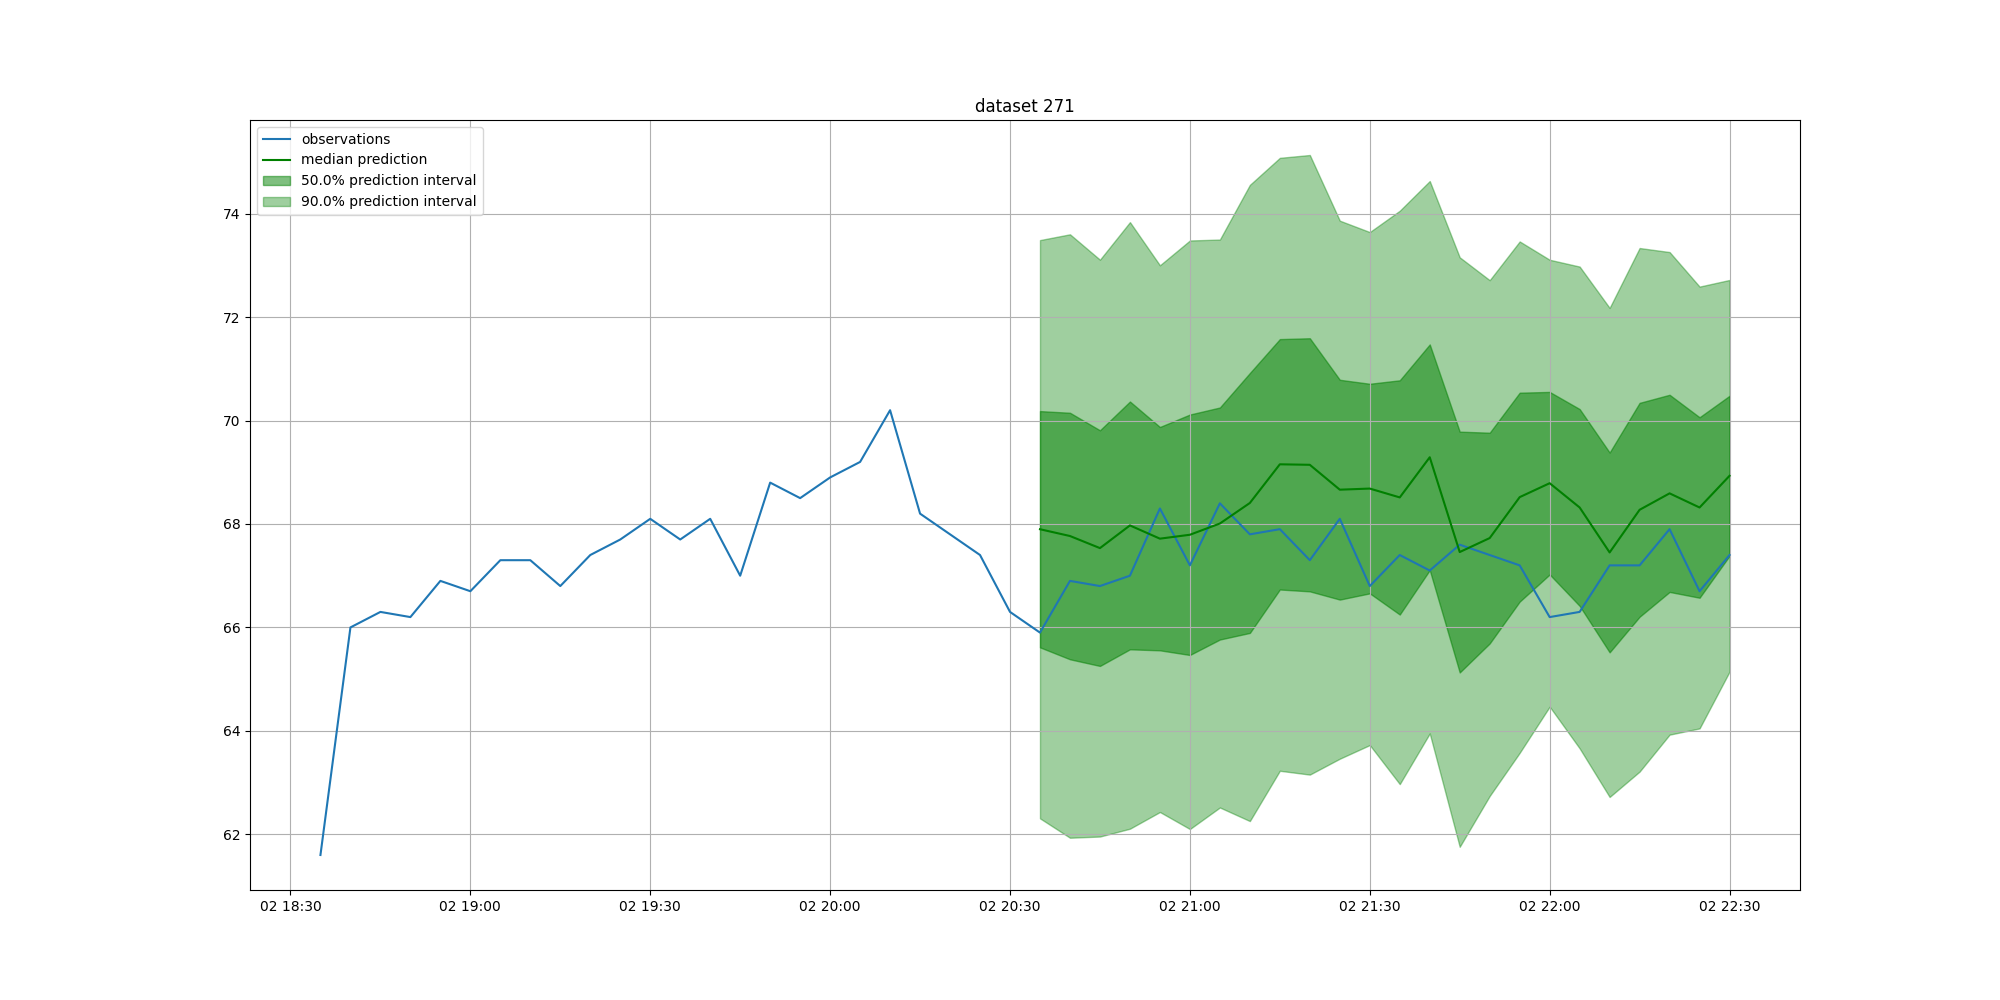 dataset 271
observations
median prediction
50.0% prediction interval
90.0% prediction interval
74
72
70
68
66
64
62
02 18:30 02 19:00 02 19:30 02 20:00 02 20:30 02 21:00 02 21:30 02 22:00 02 22:30